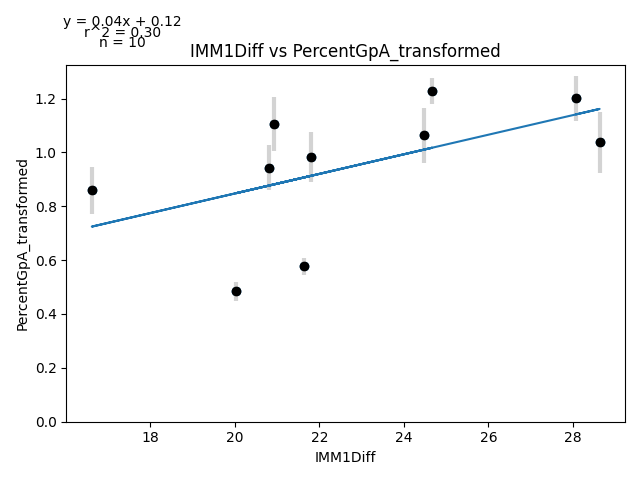 y = 0.04x + 0.12
r^2 = 0.30
n = 10
IMM1Diff vs PercentGpA_transformed
PercentGpA_transformed
1.2
1.0
0.8
0.6
0.4
0.2
0.0
18
20
22
24
26
28
IMM1Diff